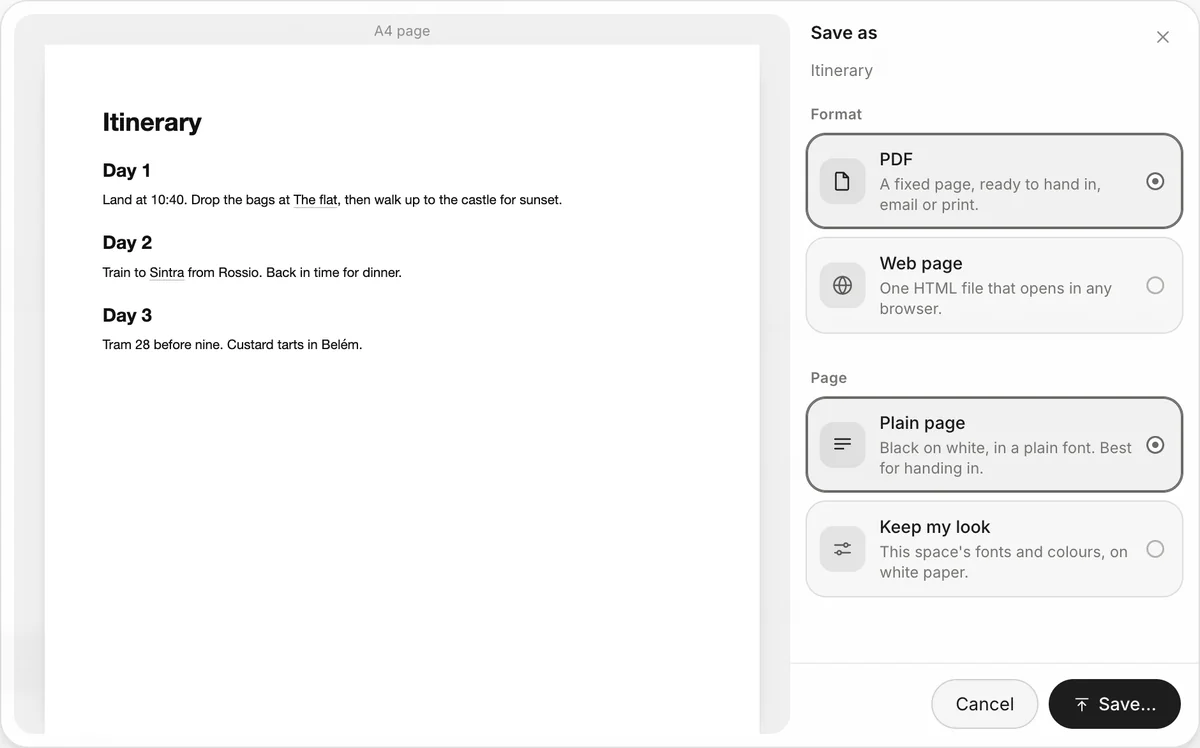 A4 page
Itinerary
Day 1
Land at 10:40. Drop the bags at The flat, then walk up to the castle for sunset.
Day 2
Train to Sintra from Rossio. Back in time for dinner.
Day 3
Tram 28 before nine. Custard tarts in Belém.
Save as
Itinerary
Format
PDF
A fixed page, ready to hand in,
email or print.
Web page
One HTML file that opens in any
browser.
Page
Plain page
Black on white, in a plain font. Best
for handing in.
Keep my look
This space's fonts and colours, on
white paper.
Cancel
Save...